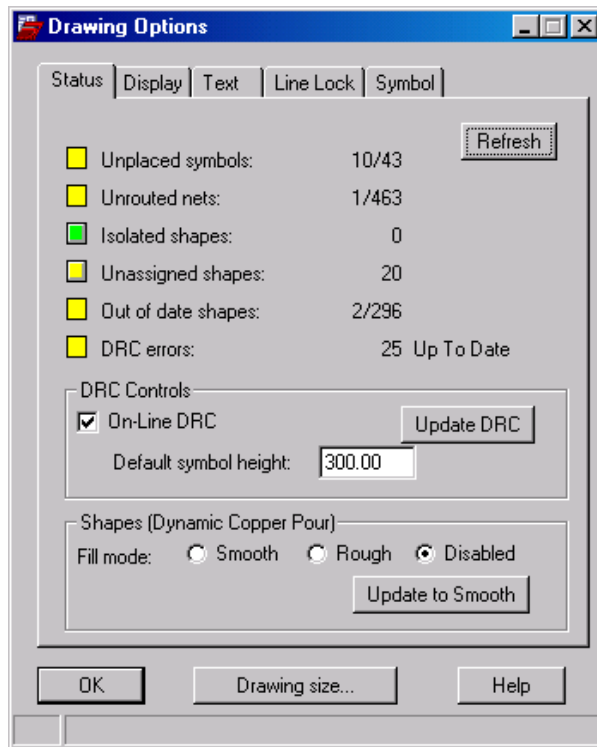 Drawing Options
Status Display Text Line Lock Symbol
Refresh
Unplaced symbols: 10/43
Unrouted nets: 1/463
Isolated shapes: 0
Unassigned shapes: 20
Out of date shapes: 2/296
DRC errors: 25 Up To Date
DRC Controls
On-Line DRC
Update DRC
Default symbol height: 300.00
Shapes (Dynamic Copper Pour)
Fill mode: Smooth Rough Disabled
Update to Smooth
OK Drawing size... Help